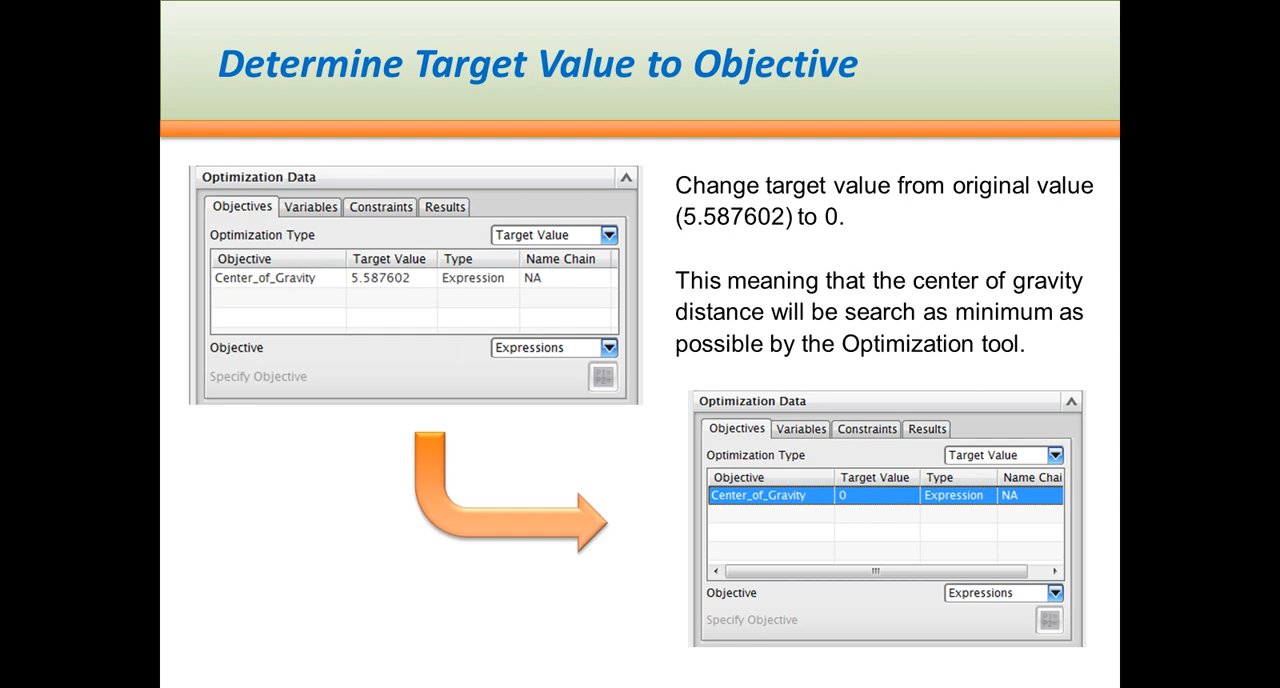 Determine Target Value to Objective
Optimization Data
Objectives Variables Constraints Results
Optimization Type Target Value
Objective Target Value Type Name Chain
Center_of_Gravity 5.587602 Expression NA
Objective Expressions
Specify Objective
Change target value from original value
(5.587602) to 0.
This meaning that the center of gravity
distance will be search as minimum as
possible by the Optimization tool.
Optimization Data
Objectives Variables Constraints Results
Optimization Type Target Value
Objective Target Value Type Name Chai
Center_of_Gravity 0 Expression NA
Objective Expressions
Specify Objective